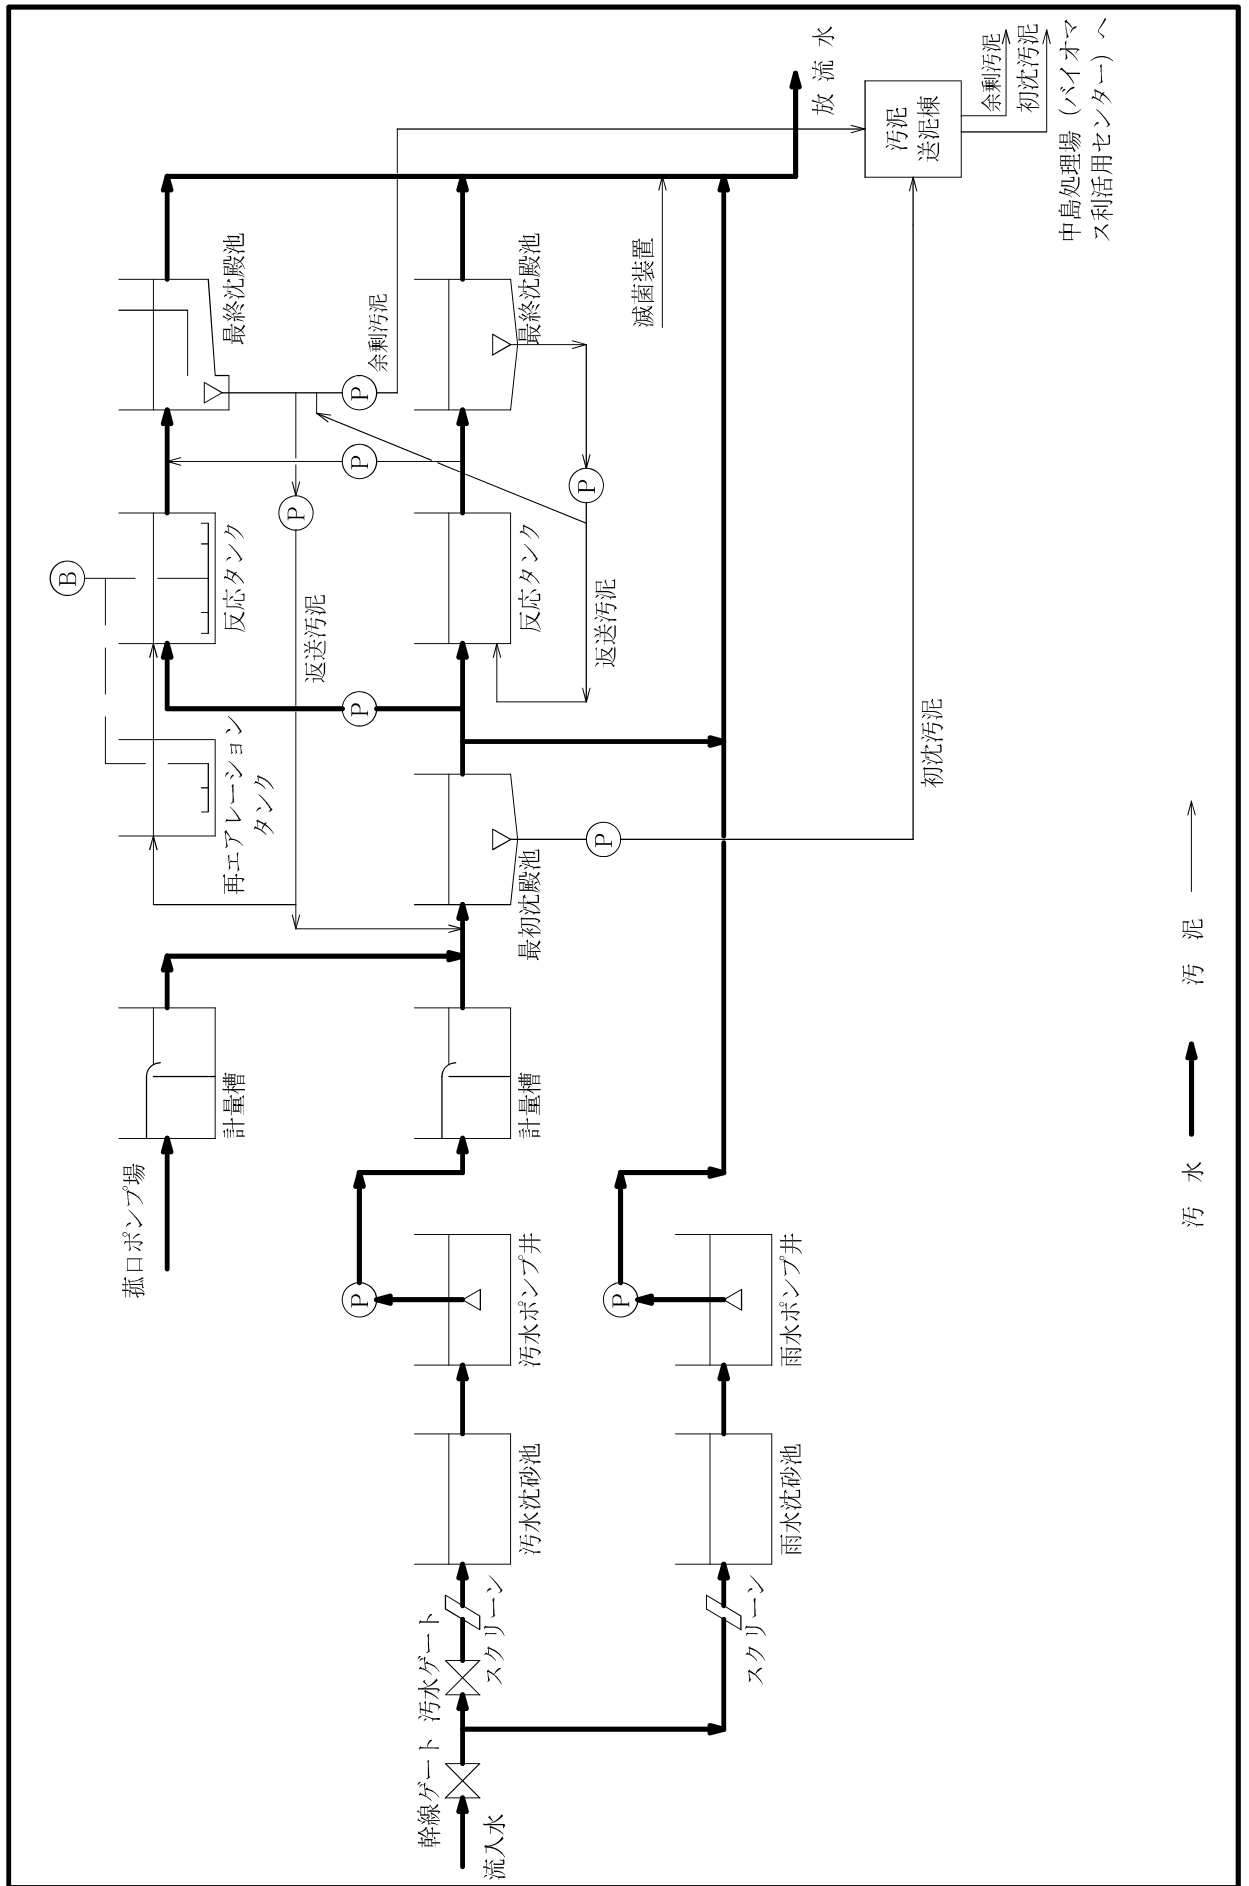 流入水
幹線ゲート
汚水ゲート
スクリーン
汚水沈砂池
汚水ポンプ井
P
計量槽
菰口ポンプ場
計量槽
スクリーン
雨水沈砂池
雨水ポンプ井
P
最初沈殿池
P
初沈汚泥
再エアレーション
タンク
B
P
反応タンク
返送汚泥
P
反応タンク
返送汚泥
P
P
最終沈殿池
P
余剰汚泥
最終沈殿池
滅菌装置
放流水
汚泥
送泥棟
余剰汚泥
初沈汚泥
中島処理場（バイオマ
ス利活用センター）へ
汚水
汚泥